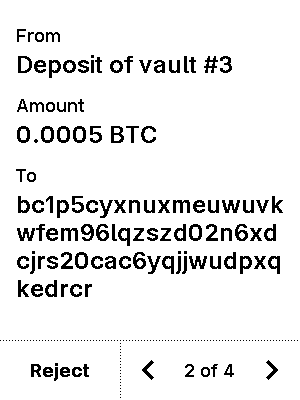 From
Deposit of vault #3
Amount
0.0005 BTC
To
bc1p5cyxnuxmeuwuvk
wfem96lqzszd02n6xd
cjrs20cac6yqjjwudpxq
kedrcr
Reject
2 of 4